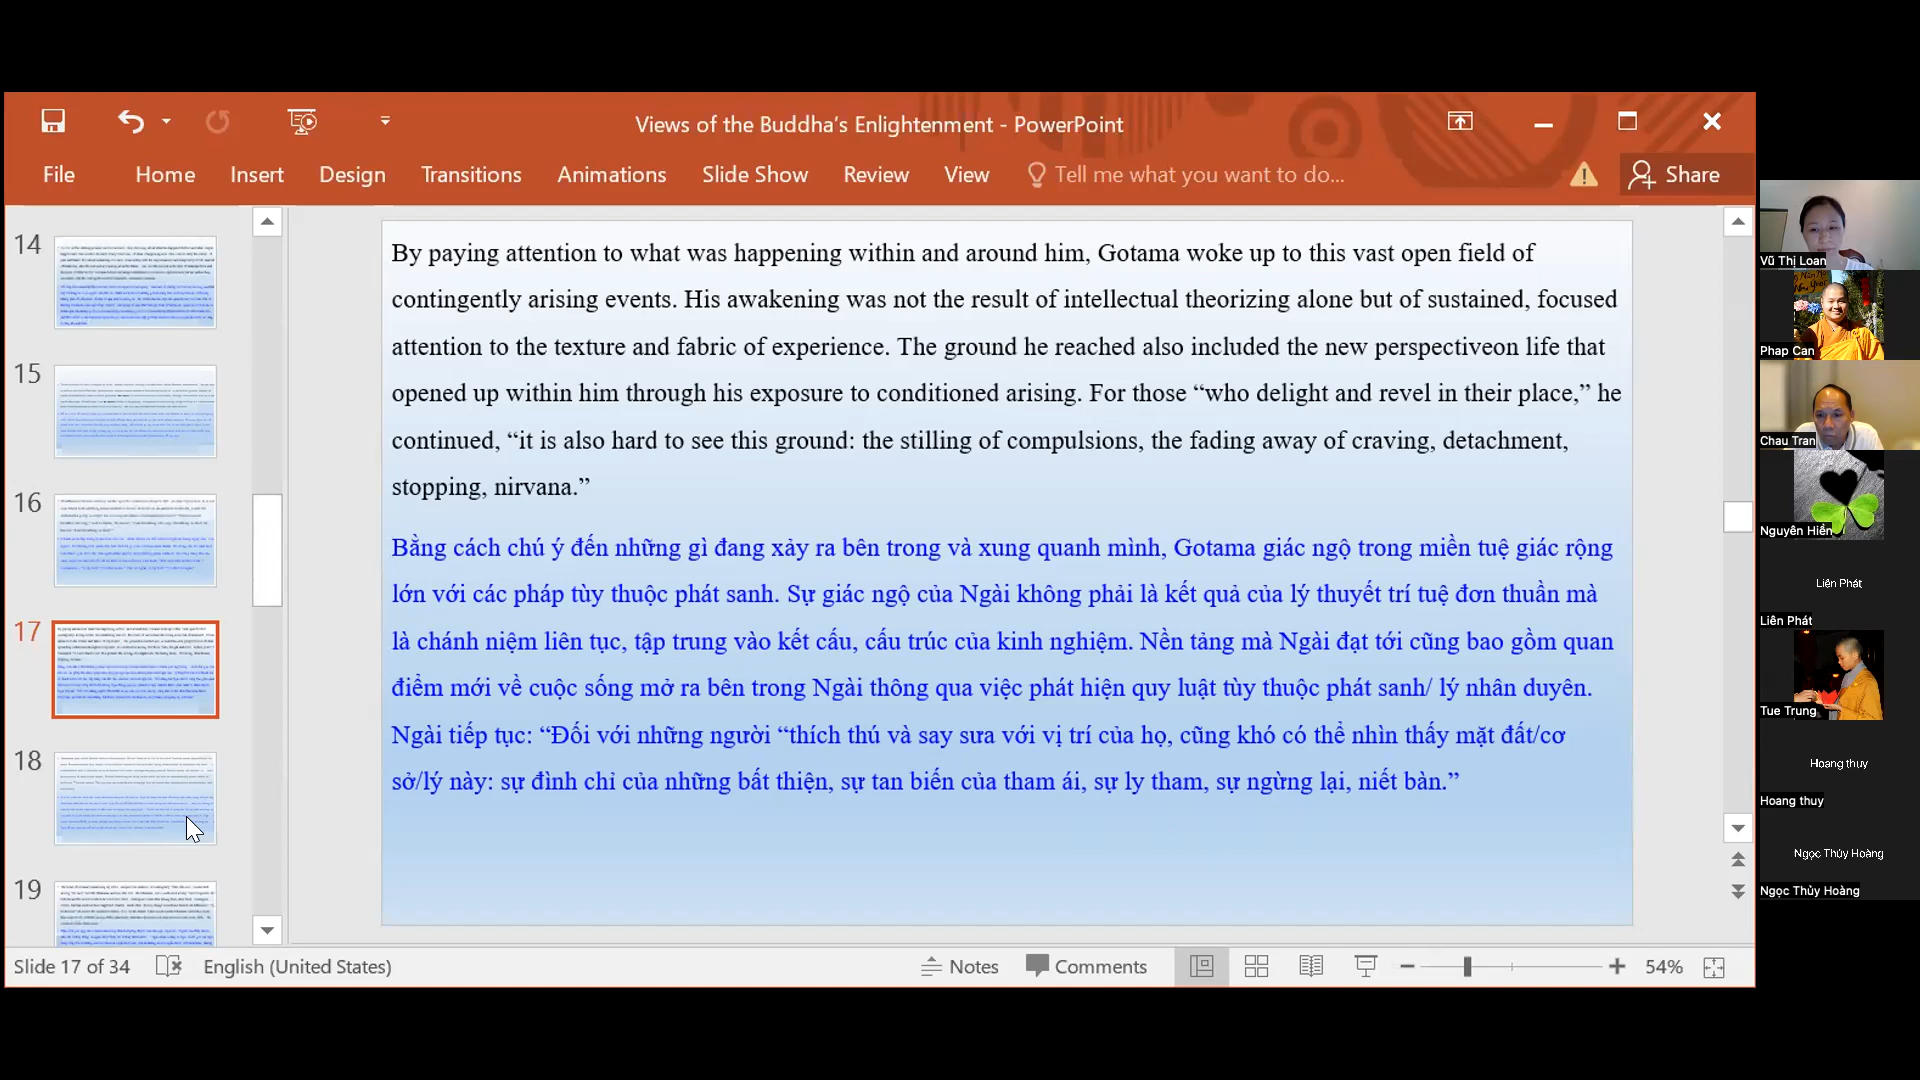 Views of the Buddha's Enlightenment - PowerPoint
File Home Insert Design Transitions Animations Slide Show Review View Tell me what you want to do... Share
14
15
16
17
18
19
By paying attention to what was happening within and around him, Gotama woke up to this vast open field of
contingently arising events. His awakening was not the result of intellectual theorizing alone but of sustained, focused
attention to the texture and fabric of experience. The ground he reached also included the new perspectiveon life that
opened up within him through his exposure to conditioned arising. For those “who delight and revel in their place,” he
continued, “it is also hard to see this ground: the stilling of compulsions, the fading away of craving, detachment,
stopping, nirvana.”
Bằng cách chú ý đến những gì đang xảy ra bên trong và xung quanh mình, Gotama giác ngộ trong miền tuệ giác rộng
lớn với các pháp tùy thuộc phát sanh. Sự giác ngộ của Ngài không phải là kết quả của lý thuyết trí tuệ đơn thuần mà
là chánh niệm liên tục, tập trung vào kết cấu, cấu trúc của kinh nghiệm. Nền tảng mà Ngài đạt tới cũng bao gồm quan
điểm mới về cuộc sống mở ra bên trong Ngài thông qua việc phát hiện quy luật tùy thuộc phát sanh/ lý nhân duyên.
Ngài tiếp tục: “Đối với những người “thích thú và say sưa với vị trí của họ, cũng khó có thể nhìn thấy mặt đất/cơ
sở/lý này: sự đình chỉ của những bất thiện, sự tan biến của tham ái, sự ly tham, sự ngừng lại, niết bàn.”
Slide 17 of 34 English (United States) Notes Comments 54%
Vũ Thị Loan
Phap Can
Chau Tran
Nguyên Hiền
Liên Phát
Liên Phát
Tue Trung
Hoang thuy
Hoang thuy
Ngọc Thủy Hoàng
Ngọc Thủy Hoàng